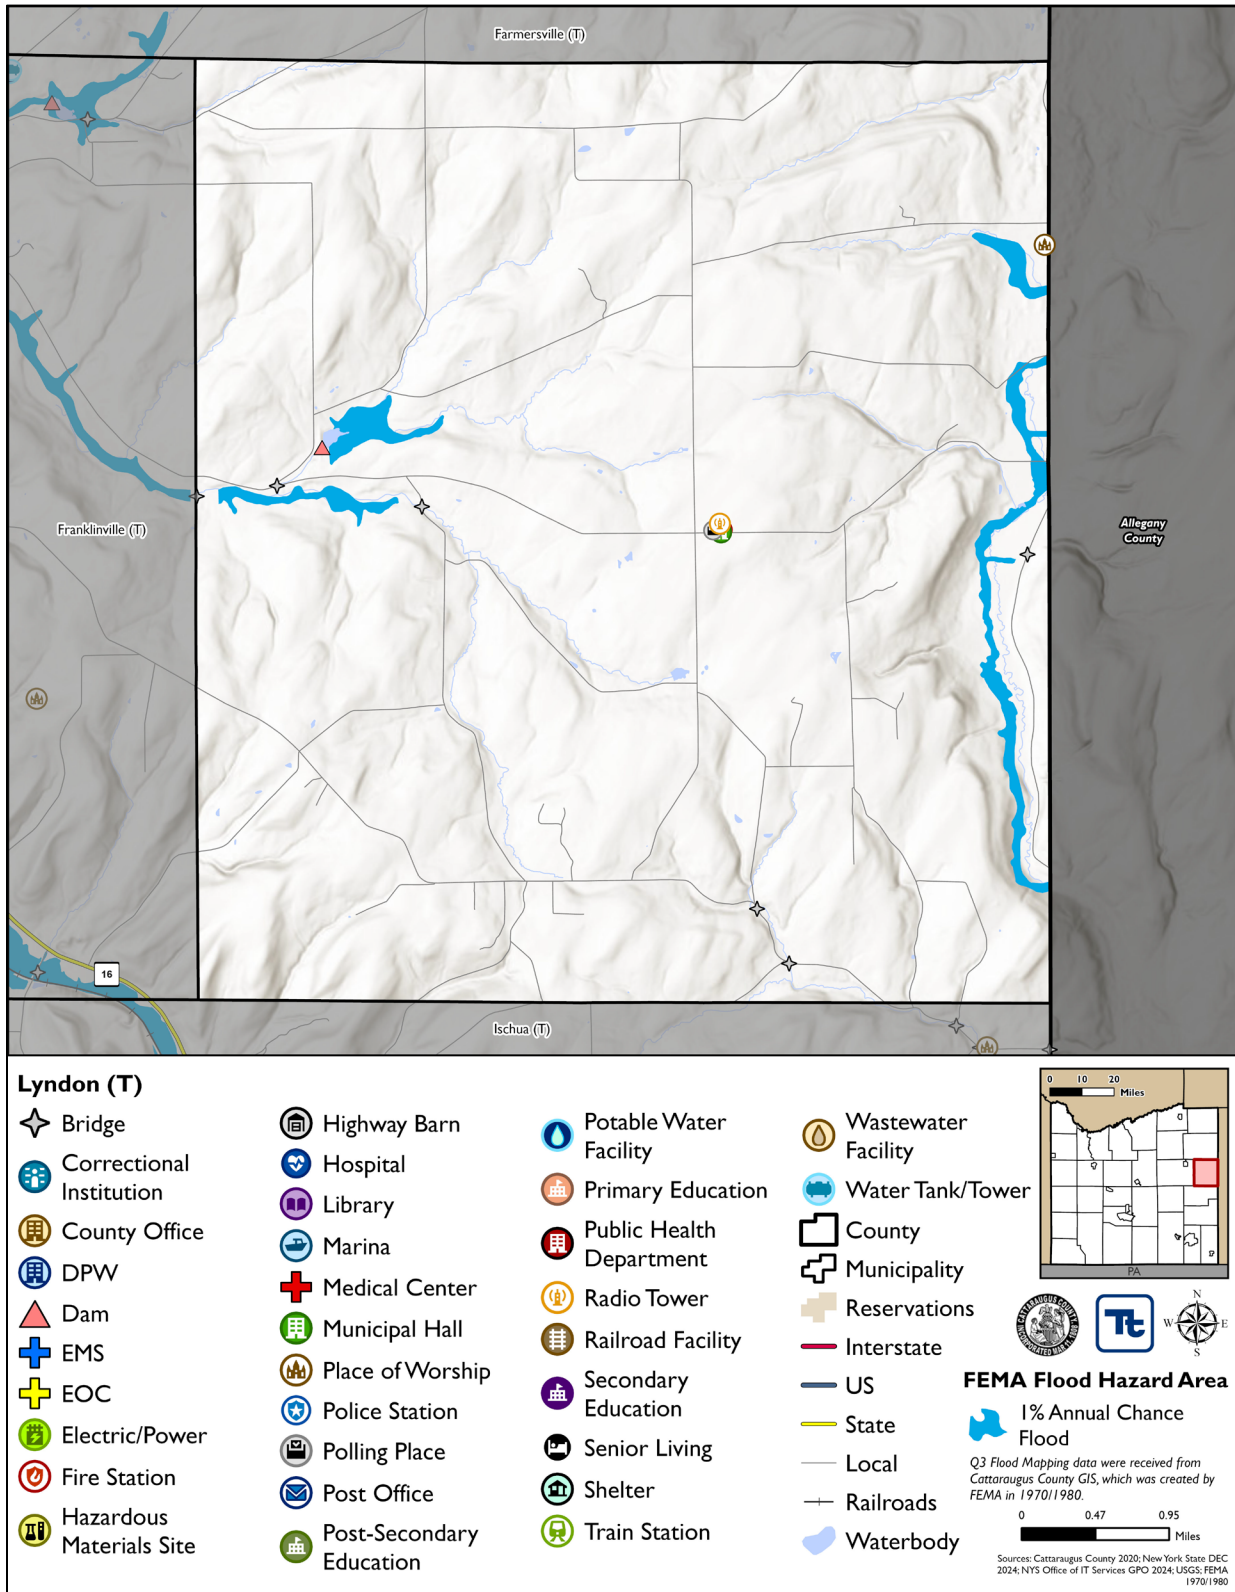 Farmersville (T)
Franklinville (T)
Allegany
County
16
Ischua (T)
Lyndon (T)
Bridge
Correctional
Institution
County Office
DPW
Dam
EMS
EOC
Electric/Power
Fire Station
Hazardous
Materials Site
Highway Barn
Hospital
Library
Marina
Medical Center
Municipal Hall
Place of Worship
Police Station
Polling Place
Post Office
Post-Secondary
Education
Potable Water
Facility
Primary Education
Public Health
Department
Radio Tower
Railroad Facility
Secondary
Education
Senior Living
Shelter
Train Station
Wastewater
Facility
Water Tank/Tower
County
Municipality
Reservations
Interstate
US
State
Local
Railroads
Waterbody
0 10 20
Miles
PA
Tt
N
W E
S
FEMA Flood Hazard Area
1% Annual Chance
Flood
Q3 Flood Mapping data were received from
Cattaraugus County GIS, which was created by
FEMA in 1970/1980.
0 0.47 0.95
Miles
Sources: Cattaraugus County 2020; New York State DEC
2024; NYS Office of IT Services GPO 2024; USGS; FEMA
1970/1980